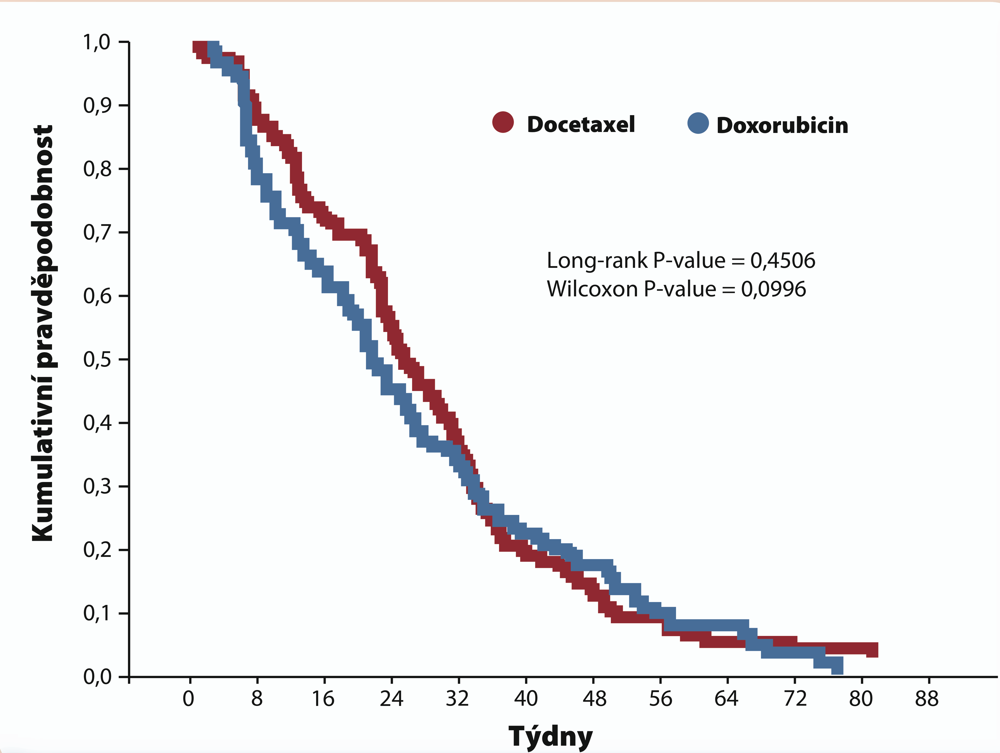 Kumulativní pravděpodobnost
1,0
0,9
0,8
0,7
0,6
0,5
0,4
0,3
0,2
0,1
0,0
Docetaxel Doxorubicin
Long-rank P-value = 0,4506
Wilcoxon P-value = 0,0996
0 8 16 24 32 40 48 56 64 72 80 88
Týdny